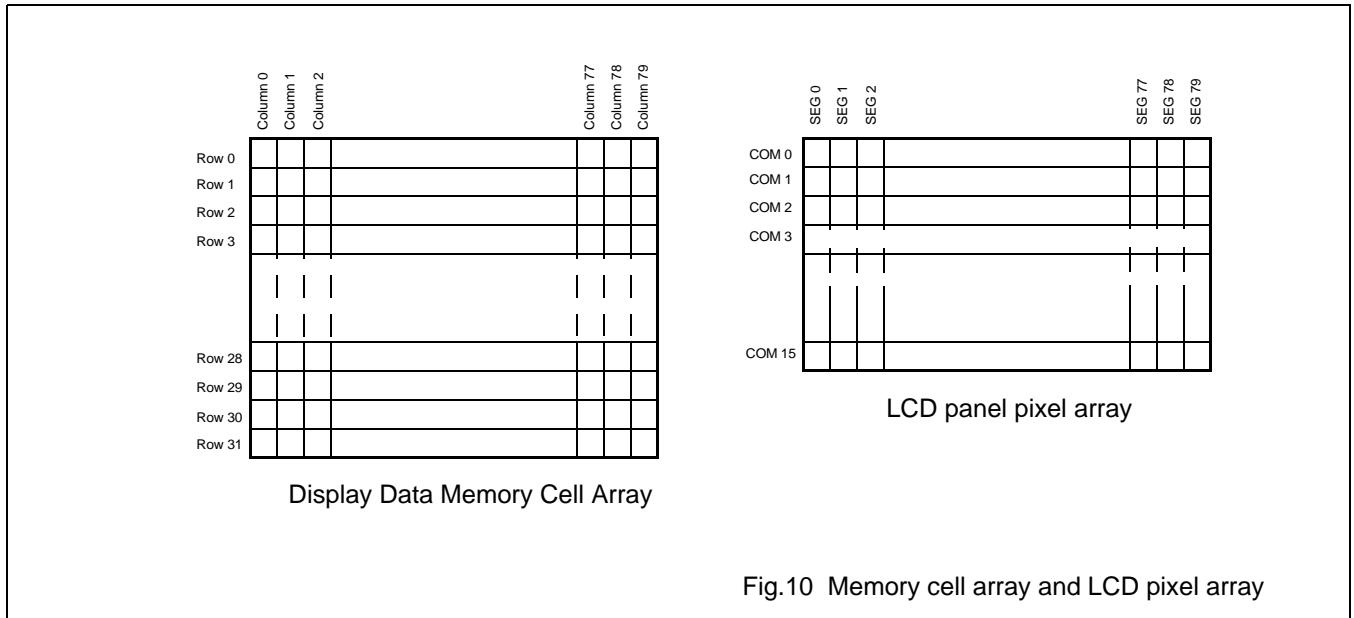 Column 0
Column 1
Column 2
Column 77
Column 78
Column 79
Row 0
Row 1
Row 2
Row 3
Row 28
Row 29
Row 30
Row 31
Display Data Memory Cell Array
SEG 0
SEG 1
SEG 2
SEG 77
SEG 78
SEG 79
COM 0
COM 1
COM 2
COM 3
COM 15
LCD panel pixel array
Fig.10 Memory cell array and LCD pixel array